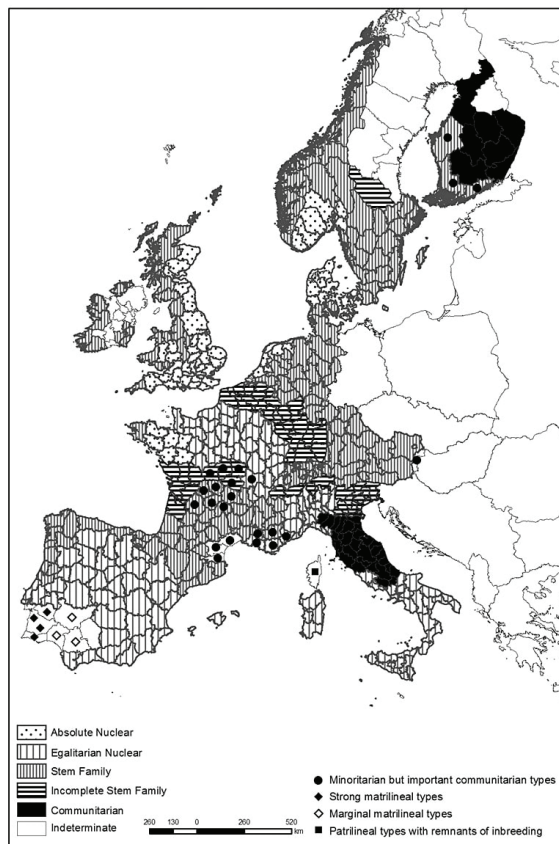 Absolute Nuclear
Egalitarian Nuclear
Stem Family
Incomplete Stem Family
Communitarian
Indeterminate
260 130 0 260 520
km
Minoritarian but important communitarian types
Strong matrilineal types
Marginal matrilineal types
Patrilineal types with remnants of inbreeding